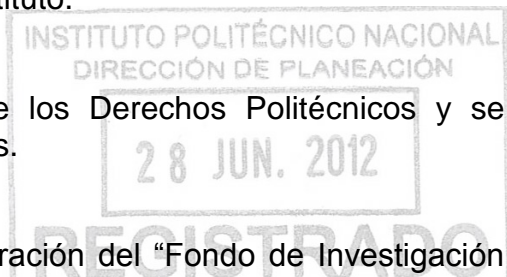 tituto.
INSTITUTO POLITÉCNICO NACIONAL
DIRECCIÓN DE PLANEACIÓN
e los Derechos Politécnicos y se
s.
28 JUN. 2012
REGISTRADO
ración del “Fondo de Investigación